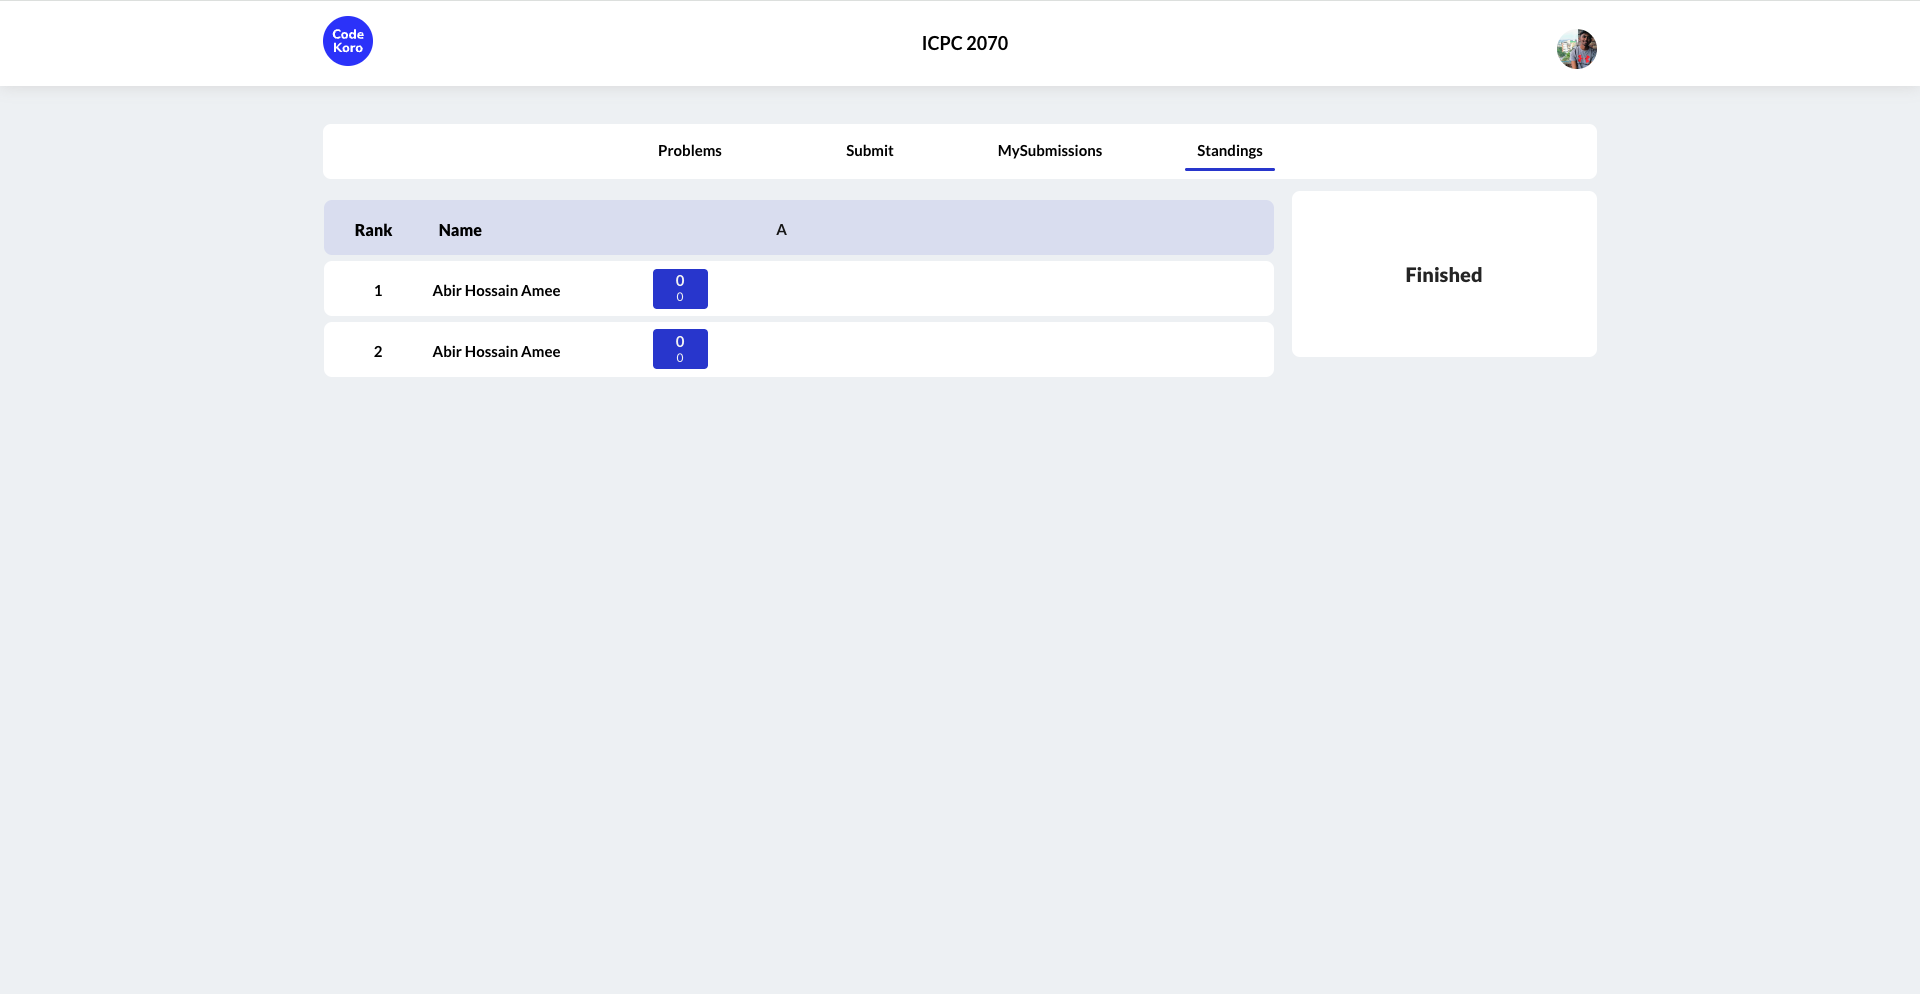 Code
Koro
ICPC 2070
Problems Submit MySubmissions Standings
Rank Name A
1 Abir Hossain Amee 0
0
2 Abir Hossain Amee 0
0
Finished